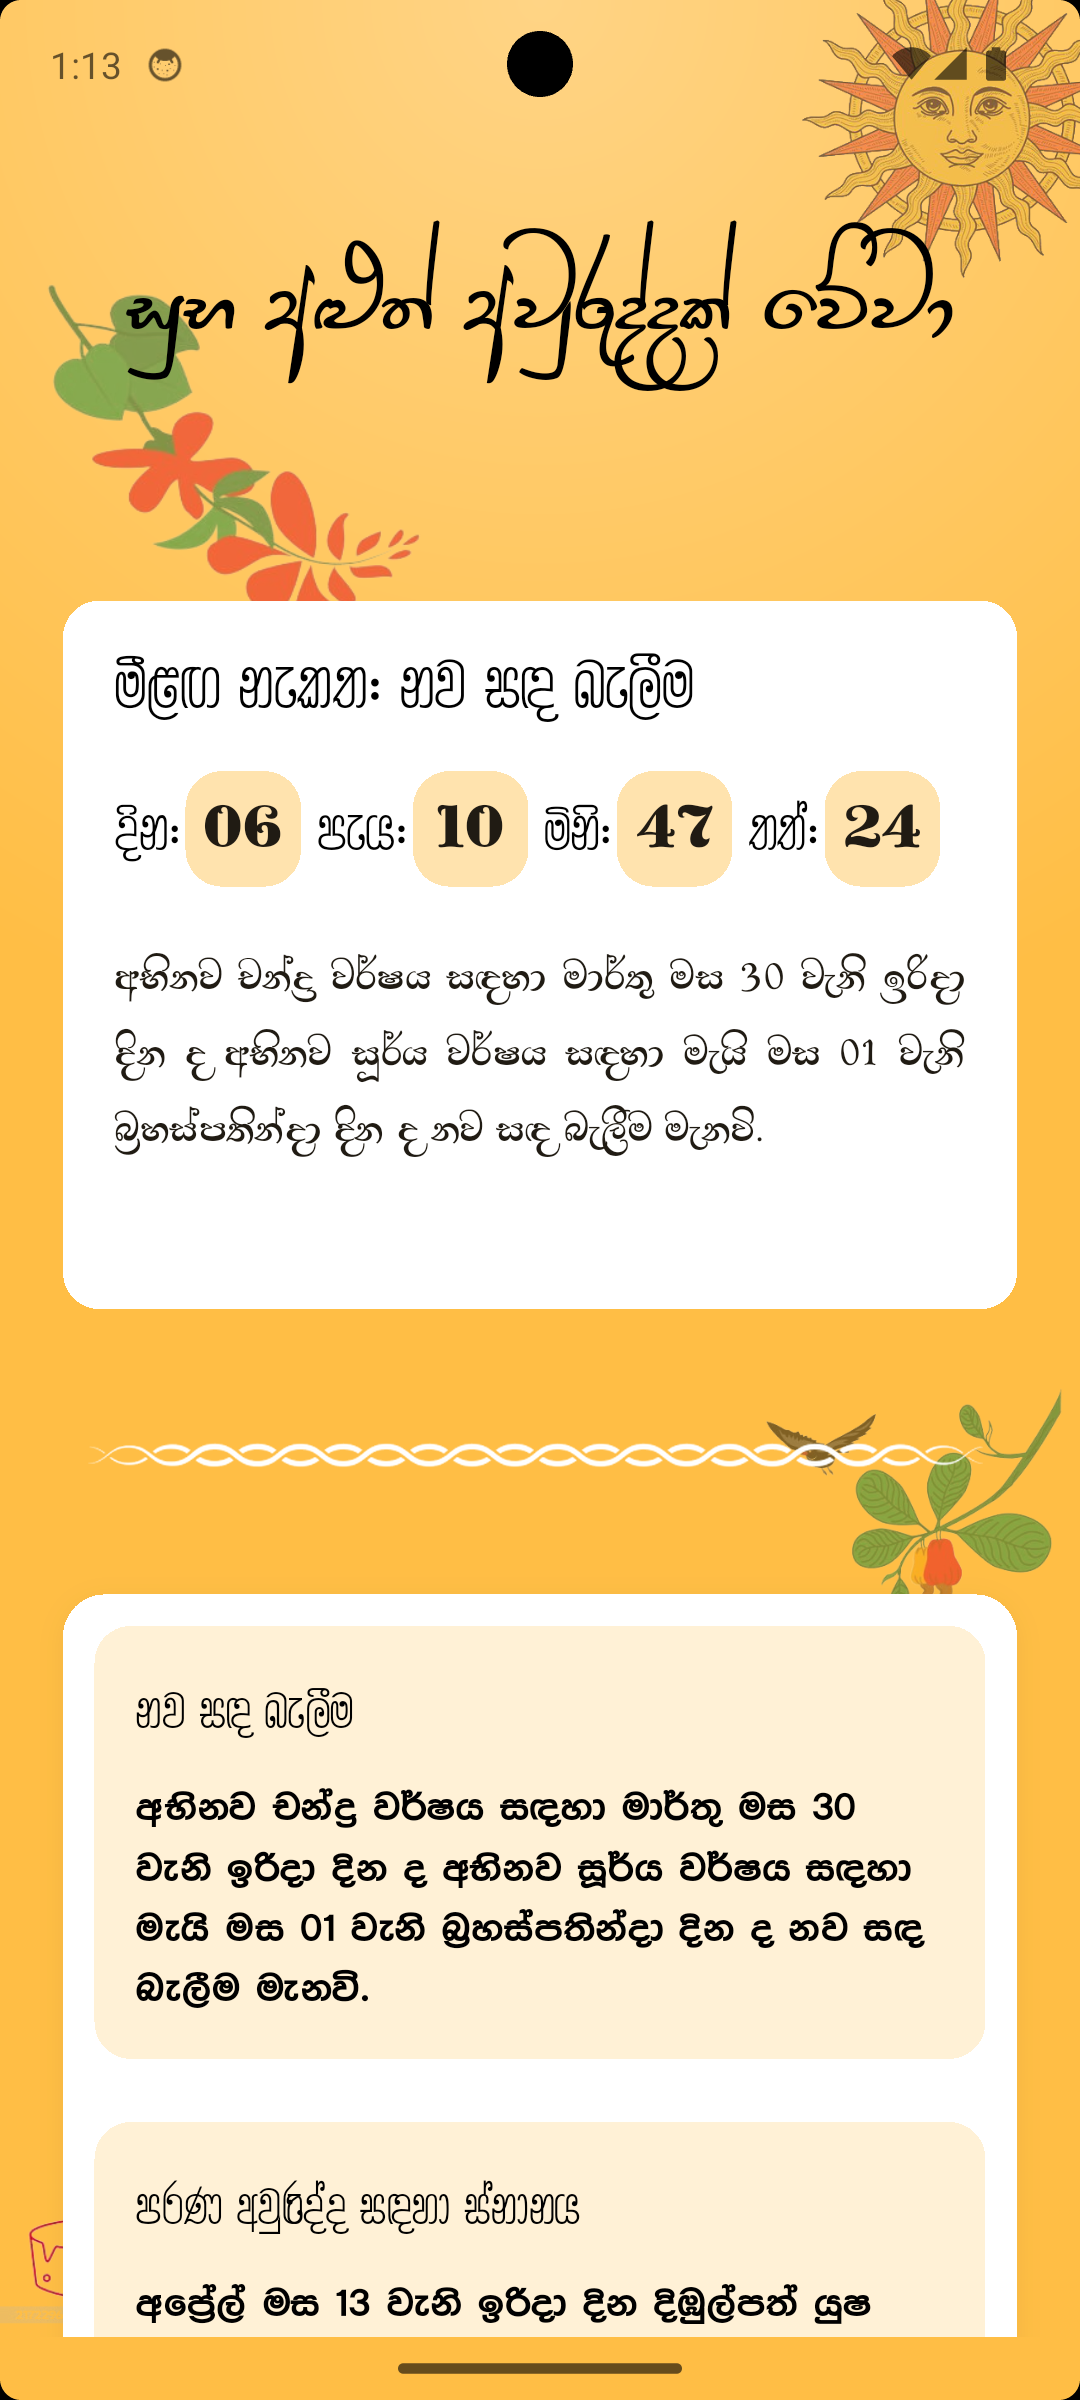 1:13
සුභ අළුත් අවුරුද්දක් වේවා
මීළඟ නැකත: නව සඳ බැලීම
දින: 06 පැය: 10 මිනි: 47 තත්: 24
අභිනව චන්ද්‍ර වර්ෂය සඳහා මාර්තු මස 30 වැනි ඉරිදා
දින ද අභිනව සූර්ය වර්ෂය සඳහා මැයි මස 01 වැනි
බ්‍රහස්පතින්දා දින ද නව සඳ බැලීම මැනවි.
නව සඳ බැලීම
අභිනව චන්ද්‍ර වර්ෂය සඳහා මාර්තු මස 30
වැනි ඉරිදා දින ද අභිනව සූර්ය වර්ෂය සඳහා
මැයි මස 01 වැනි බ්‍රහස්පතින්දා දින ද නව සඳ
බැලීම මැනවි.
පරණ අවුරුද්ද සඳහා ස්නානය
අප්‍රේල් මස 13 වැනි ඉරිදා දින දිඹුල්පත් යුෂ